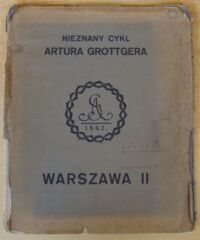 NIEZNANY CYKL
ARTURA GROTTGERA
1862.
WARSZAWA II